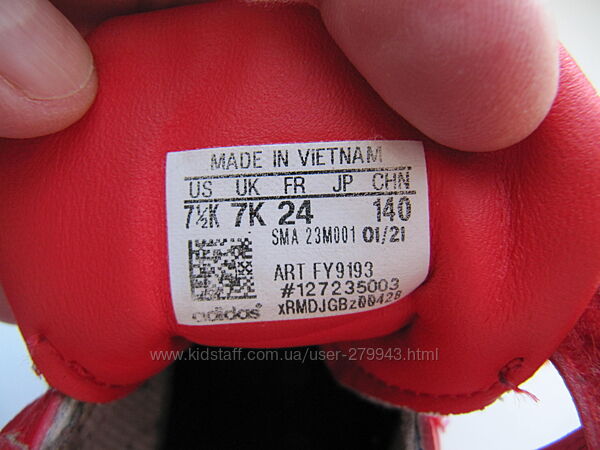 MADE IN VIETNAM
US UK FR JP CHN
7½K 7K 24 140
SMA 23M001 01/21
ART FY9193
#127235003
adidas xRMDJGBz00428
www.kidstaff.com.ua/user-279943.html